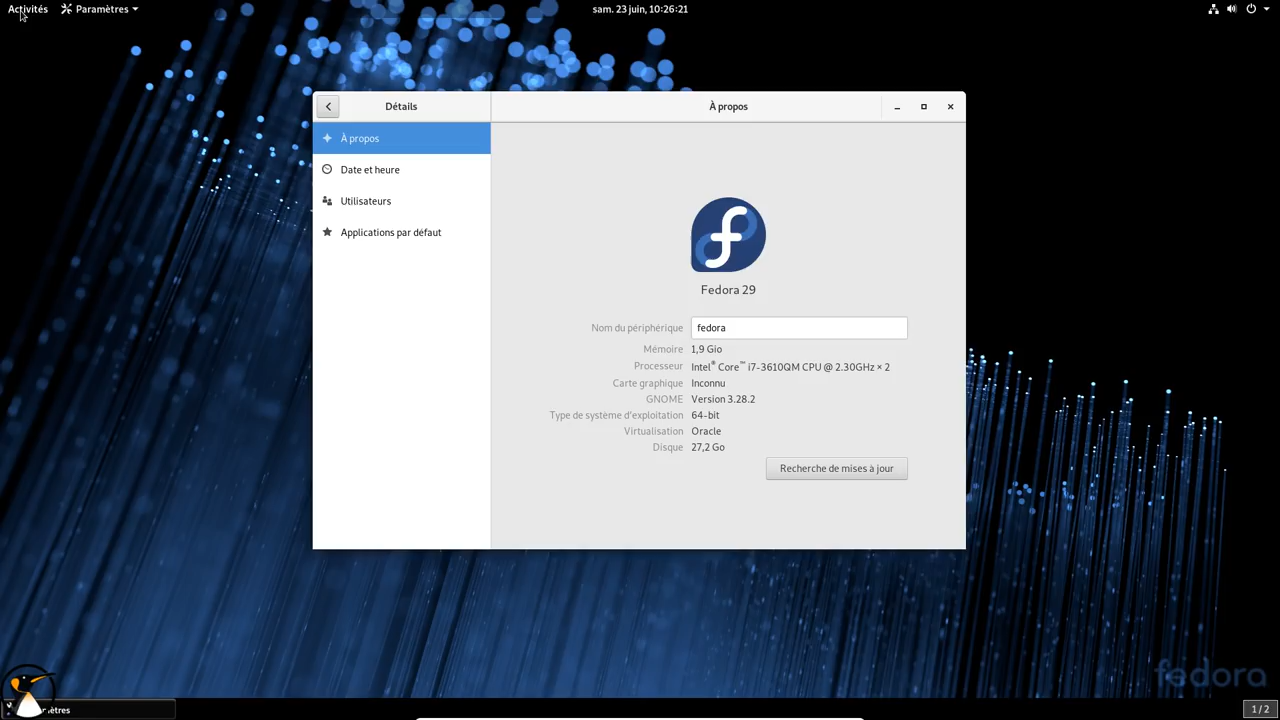 Activités Paramètres sam. 23 juin, 10:26:21
Détails À propos
À propos
Date et heure
Utilisateurs
Applications par défaut
Fedora 29
Nom du périphérique fedora
Mémoire 1,9 Gio
Processeur Intel® Core™ i7-3610QM CPU @ 2.30GHz × 2
Carte graphique Inconnu
GNOME Version 3.28.2
Type de système d'exploitation 64-bit
Virtualisation Oracle
Disque 27,2 Go
Recherche de mises à jour
fedora
1 / 2